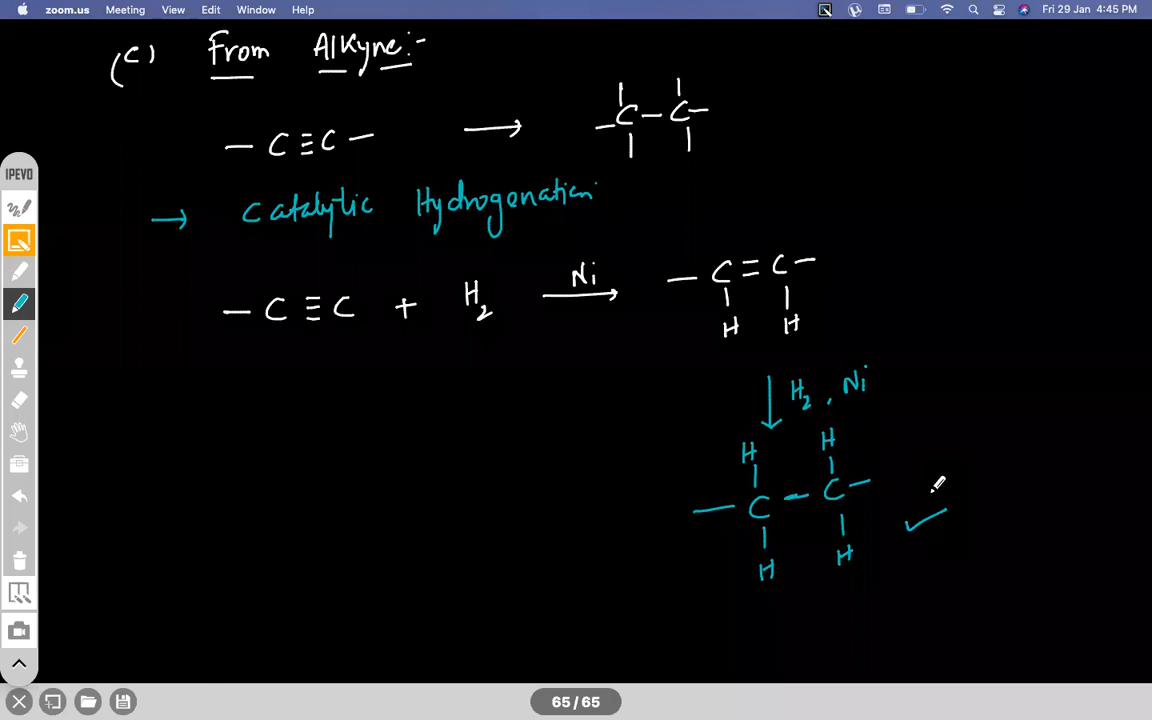 zoom.us Meeting View Edit Window Help Fri 29 Jan 4:45 PM
(C) From Alkyne:-
— C≡C — → — C — C —
IPEVO
→ Catalytic Hydrogenation
— C ≡ C + H2 Ni → — C = C —
H H
↓ H2, Ni
H H
— C — C — ✓
H H
65/65